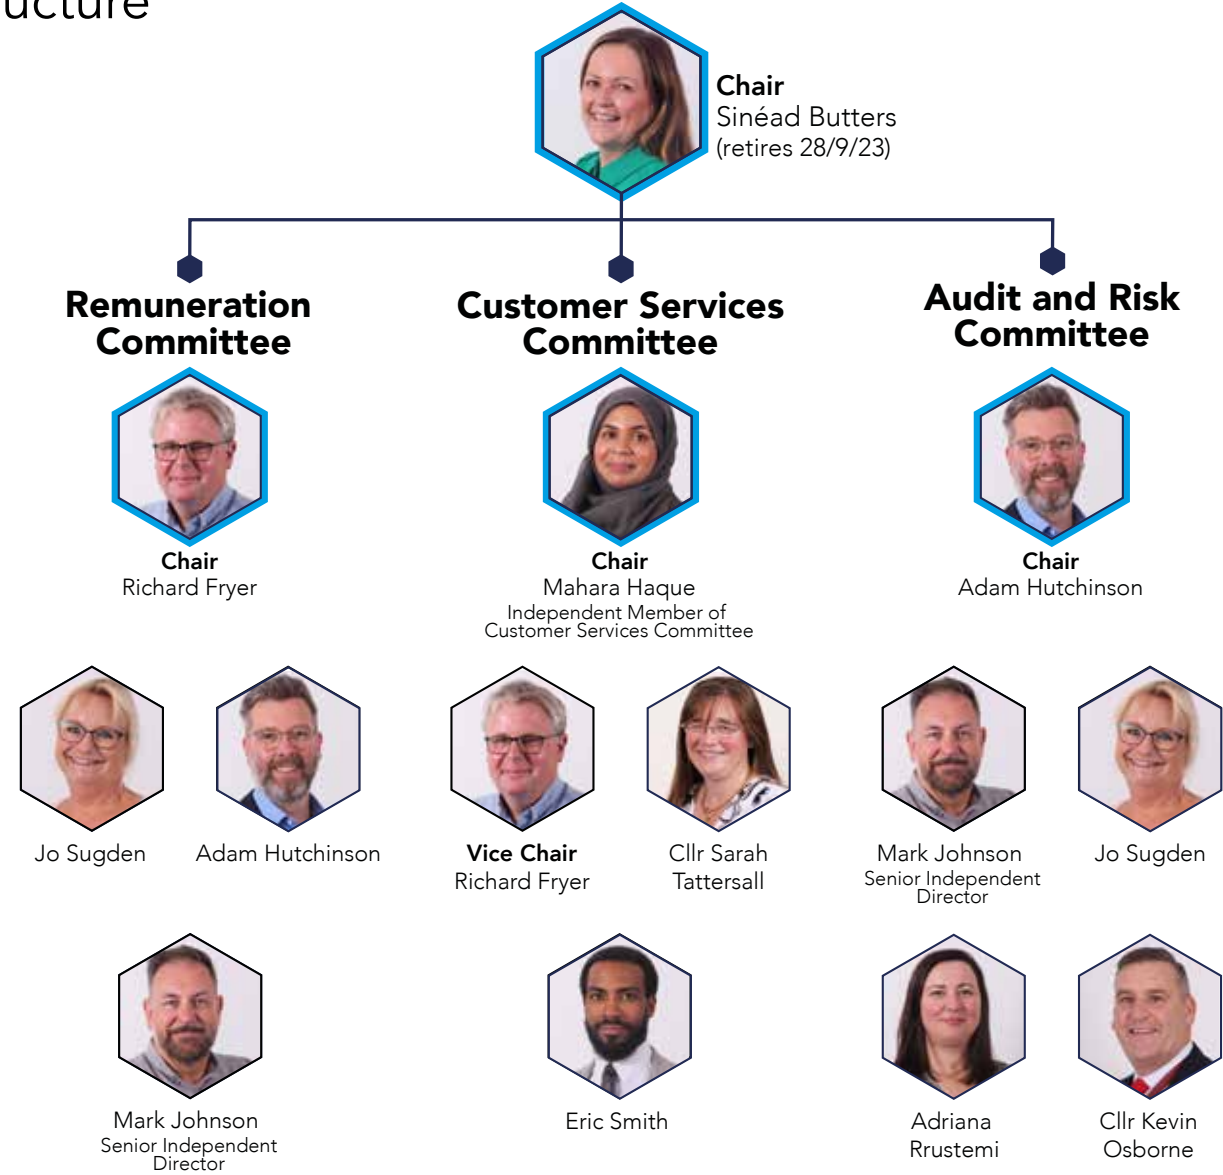 ucture
Chair
Sinéad Butters
(retires 28/9/23)
Remuneration
Committee
Chair
Richard Fryer
Jo Sugden
Adam Hutchinson
Mark Johnson
Senior Independent
Director
Customer Services
Committee
Chair
Mahara Haque
Independent Member of
Customer Services Committee
Vice Chair
Richard Fryer
Cllr Sarah
Tattersall
Eric Smith
Audit and Risk
Committee
Chair
Adam Hutchinson
Mark Johnson
Senior Independent
Director
Jo Sugden
Adriana
Rrustemi
Cllr Kevin
Osborne